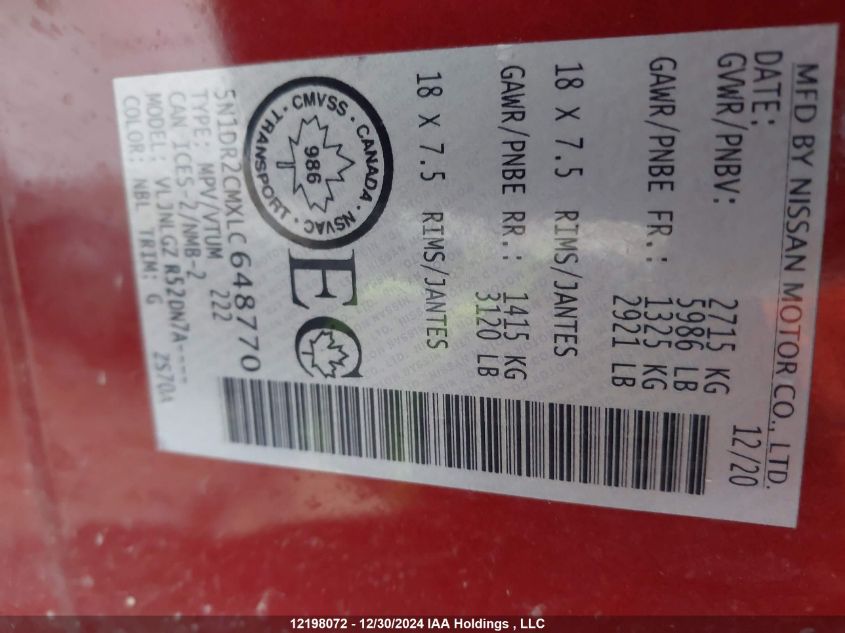 MFD BY NISSAN MOTOR CO., LTD.
DATE: 12/20
GVWR/PNBV: 2715 KG
5986 LB
GAWR/PNBE FR.: 1325 KG
2921 LB
18 X 7.5 RIMS/JANTES
GAWR/PNBE RR.: 1415 KG
3120 LB
18 X 7.5 RIMS/JANTES
CMVSS · CANADA · NSVAC · TRANSPORT ·
986
EC
5N1DR2CMXLC648770
TYPE: MPV/VTUM 222
CAN ICES-2/NMB-2
MODEL: VLJNLGZ R52DN7A----
COLOR: NBL TRIM: G 2S70A
12198072 - 12/30/2024 IAA Holdings , LLC